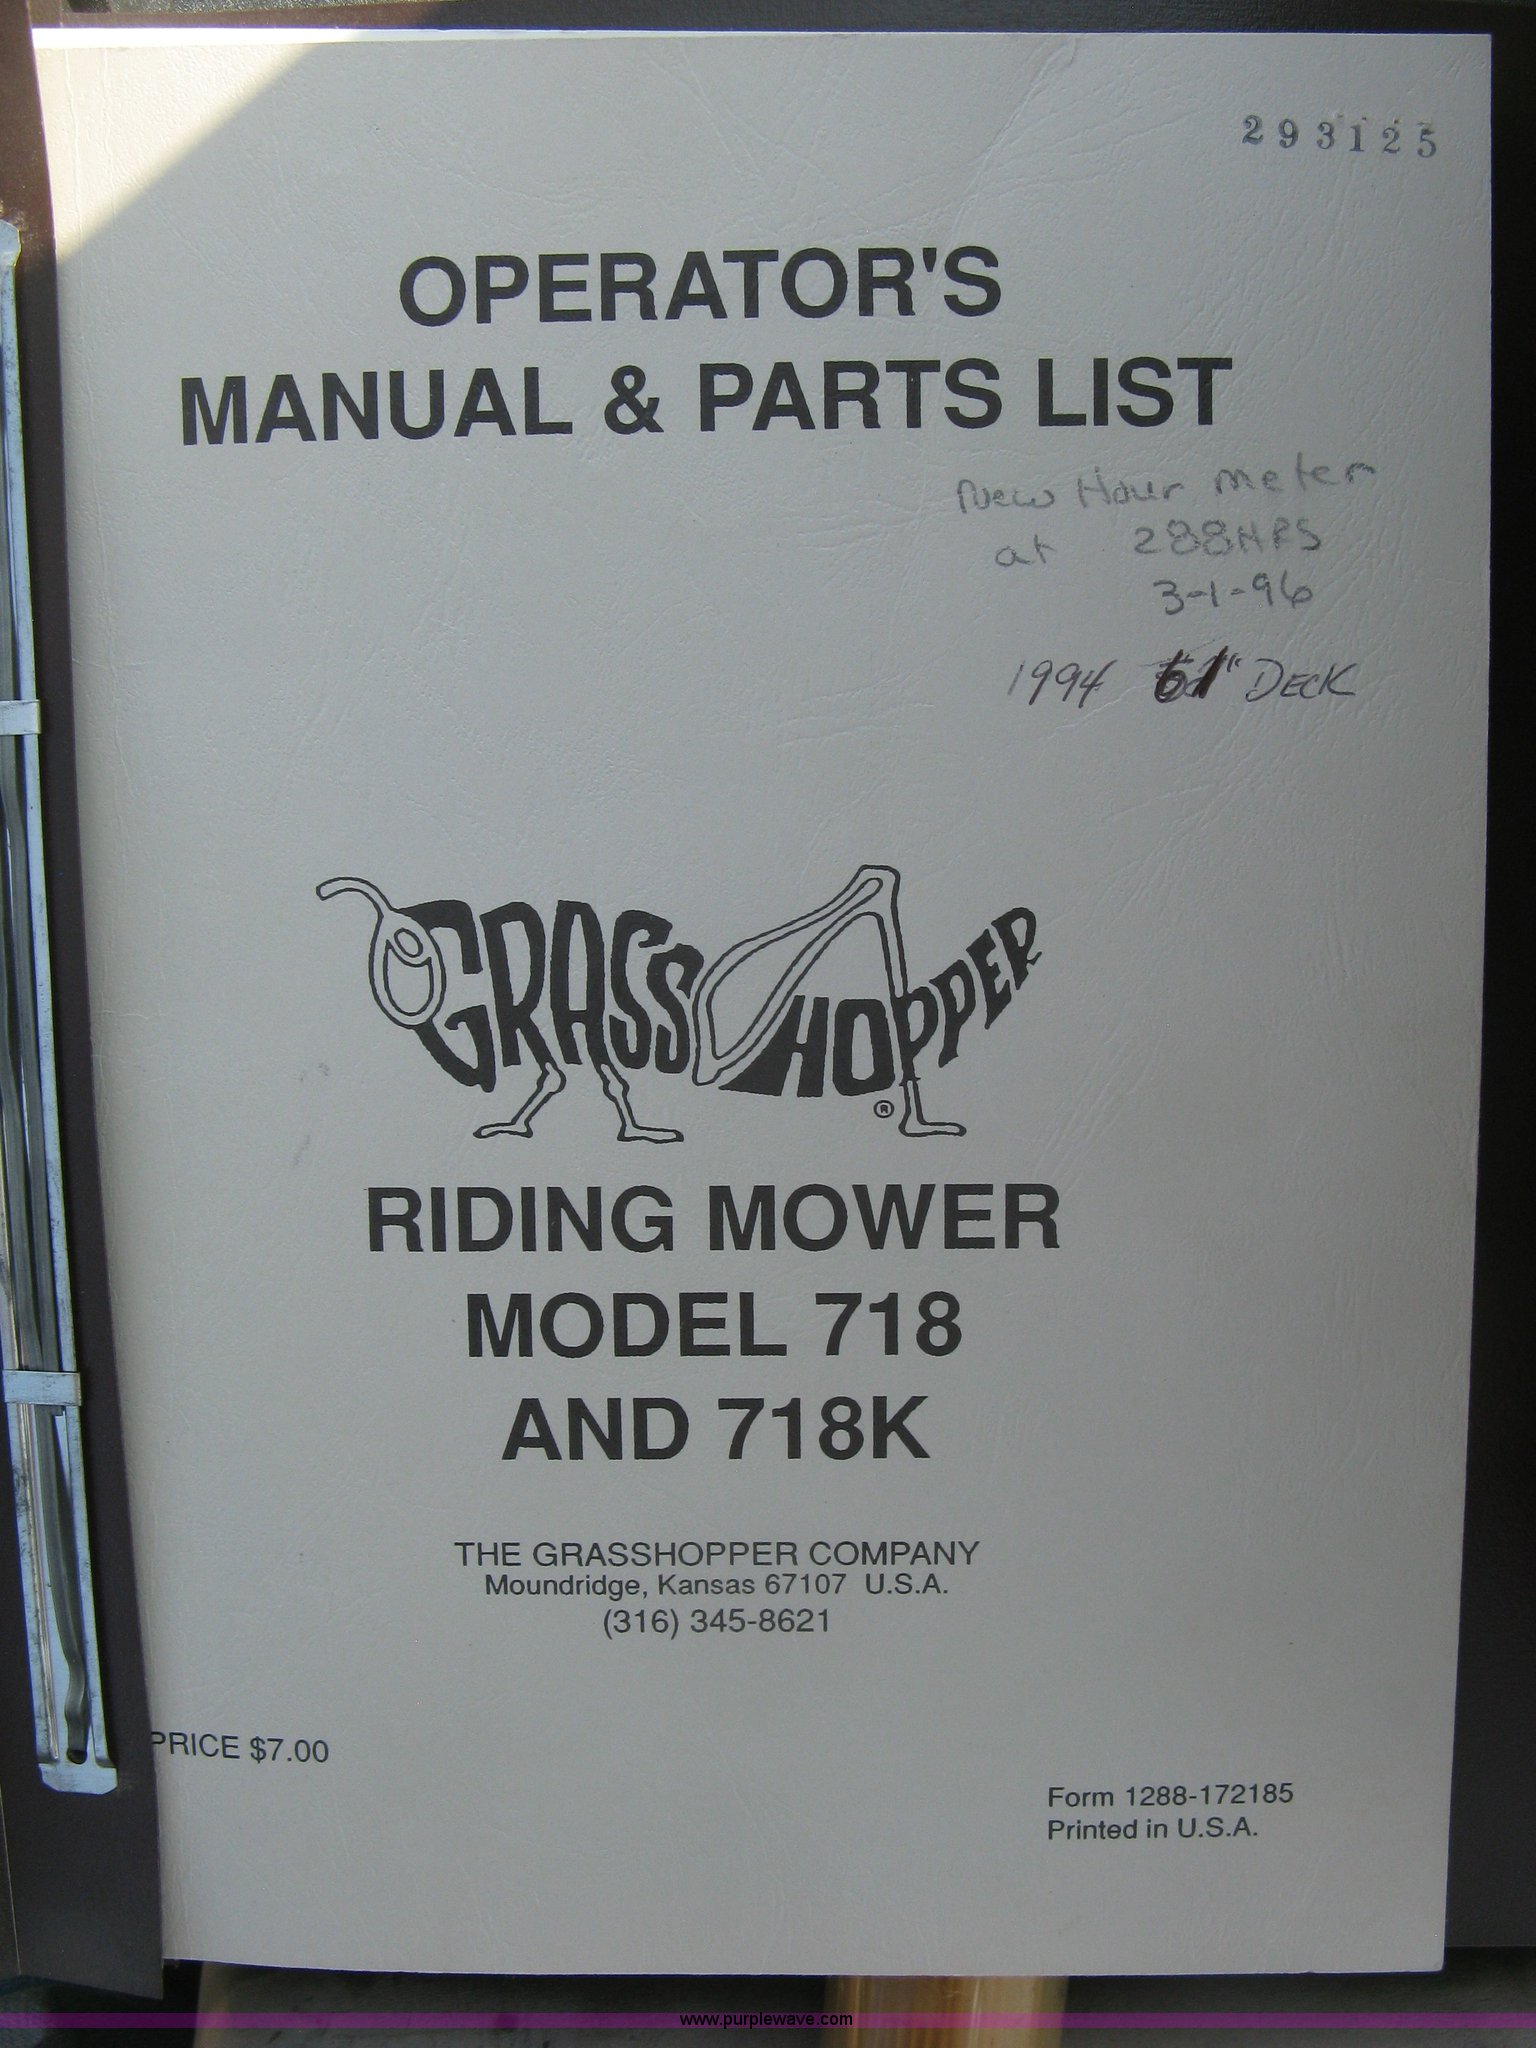 293125
OPERATOR'S
MANUAL & PARTS LIST
New Hour meter
at 288HRS
3-1-96
1994 61" DECK
GRASSHOPPER ®
RIDING MOWER
MODEL 718
AND 718K
THE GRASSHOPPER COMPANY
Moundridge, Kansas 67107 U.S.A.
(316) 345-8621
PRICE $7.00
Form 1288-172185
Printed in U.S.A.
www.purplewave.com